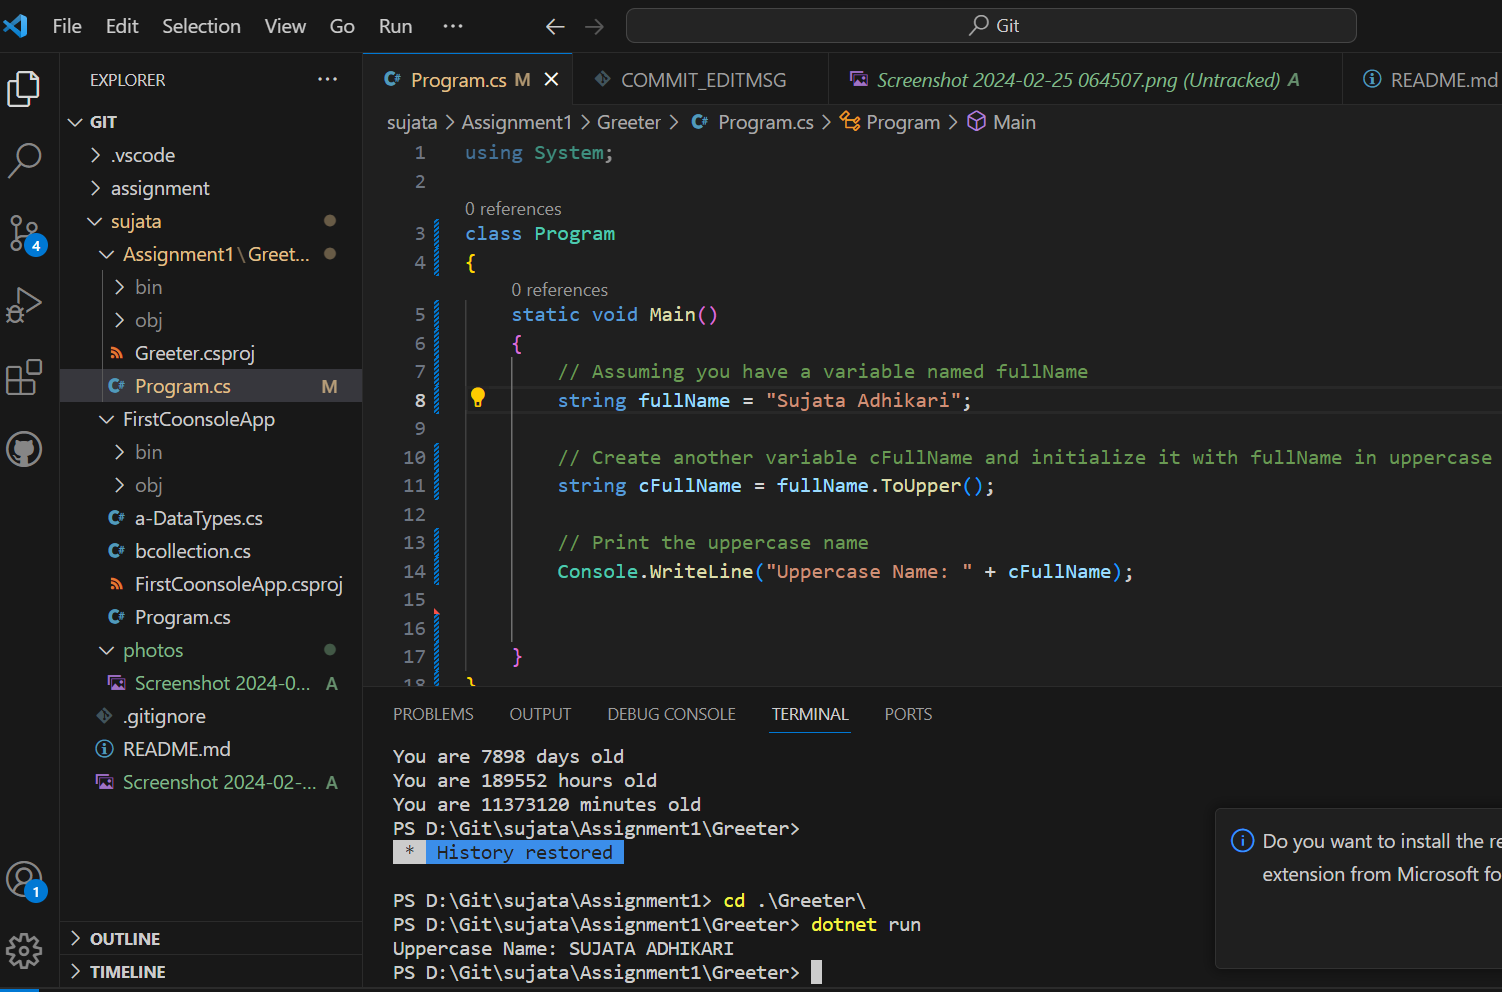 File Edit Selection View Go Run ···
Git
EXPLORER ···
GIT
.vscode
assignment
sujata
Assignment1\Greet...
bin
obj
Greeter.csproj
Program.cs M
FirstCoonsoleApp
bin
obj
a-DataTypes.cs
bcollection.cs
FirstCoonsoleApp.csproj
Program.cs
photos
Screenshot 2024-0... A
.gitignore
README.md
Screenshot 2024-02-... A
OUTLINE
TIMELINE
4
1
Program.cs M COMMIT_EDITMSG Screenshot 2024-02-25 064507.png (Untracked) A README.md
sujata > Assignment1 > Greeter > Program.cs > Program > Main
1 using System;
2
0 references
3 class Program
4 {
0 references
5 static void Main()
6 {
7 // Assuming you have a variable named fullName
8 string fullName = "Sujata Adhikari";
9
10 // Create another variable cFullName and initialize it with fullName in uppercase
11 string cFullName = fullName.ToUpper();
12
13 // Print the uppercase name
14 Console.WriteLine("Uppercase Name: " + cFullName);
15
16
17 }
18 }
PROBLEMS OUTPUT DEBUG CONSOLE TERMINAL PORTS
You are 7898 days old
You are 189552 hours old
You are 11373120 minutes old
PS D:\Git\sujata\Assignment1\Greeter>
* History restored
PS D:\Git\sujata\Assignment1> cd .\Greeter\
PS D:\Git\sujata\Assignment1\Greeter> dotnet run
Uppercase Name: SUJATA ADHIKARI
PS D:\Git\sujata\Assignment1\Greeter>
Do you want to install the re
extension from Microsoft fo